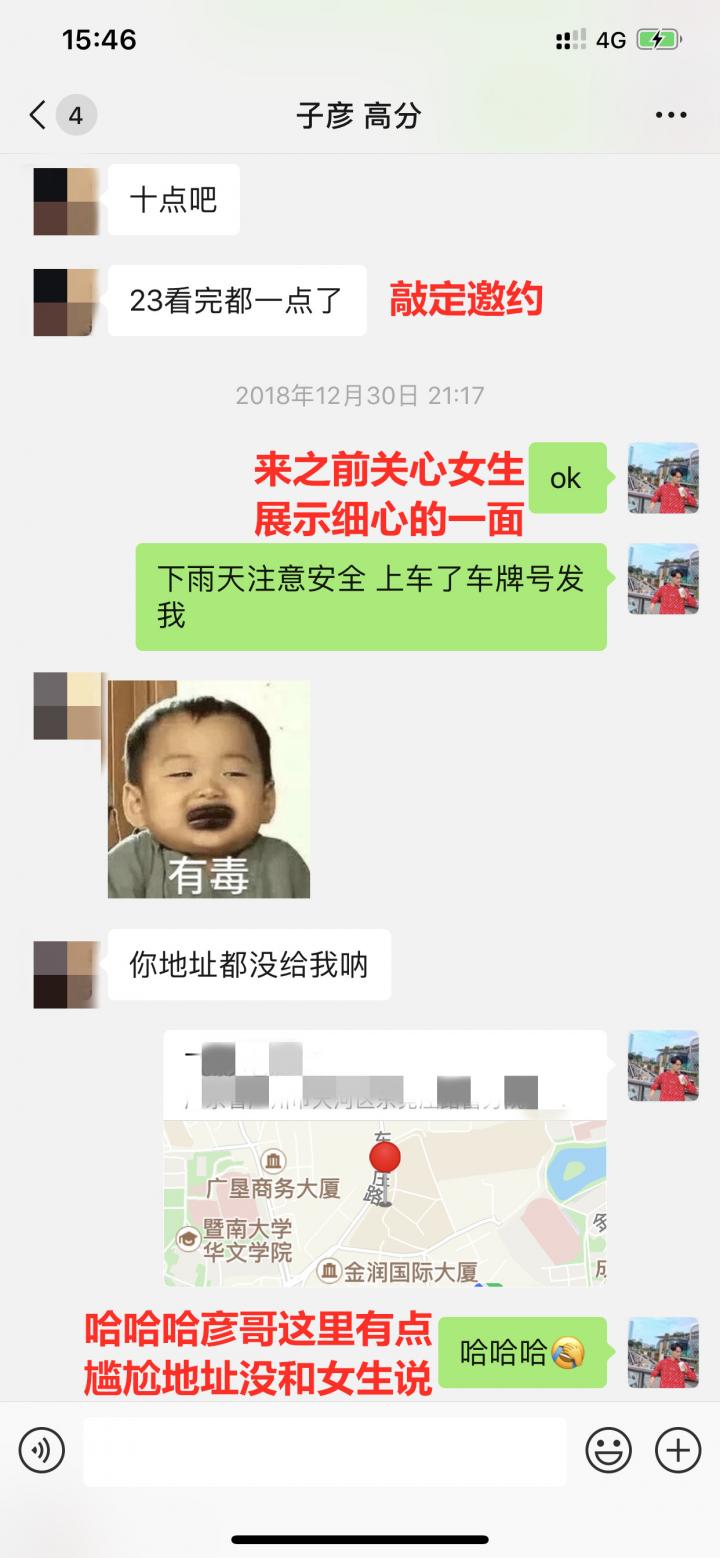 15:46
4G
4
子彦 高分
十点吧
23看完都一点了
敲定邀约
2018年12月30日 21:17
来之前关心女生
展示细心的一面
ok
下雨天注意安全 上车了车牌号发
我
有毒
你地址都没给我呐
广垦商务大厦
路
暨南大学
华文学院
金润国际大厦
哈哈哈彦哥这里有点
尴尬地址没和女生说
哈哈哈